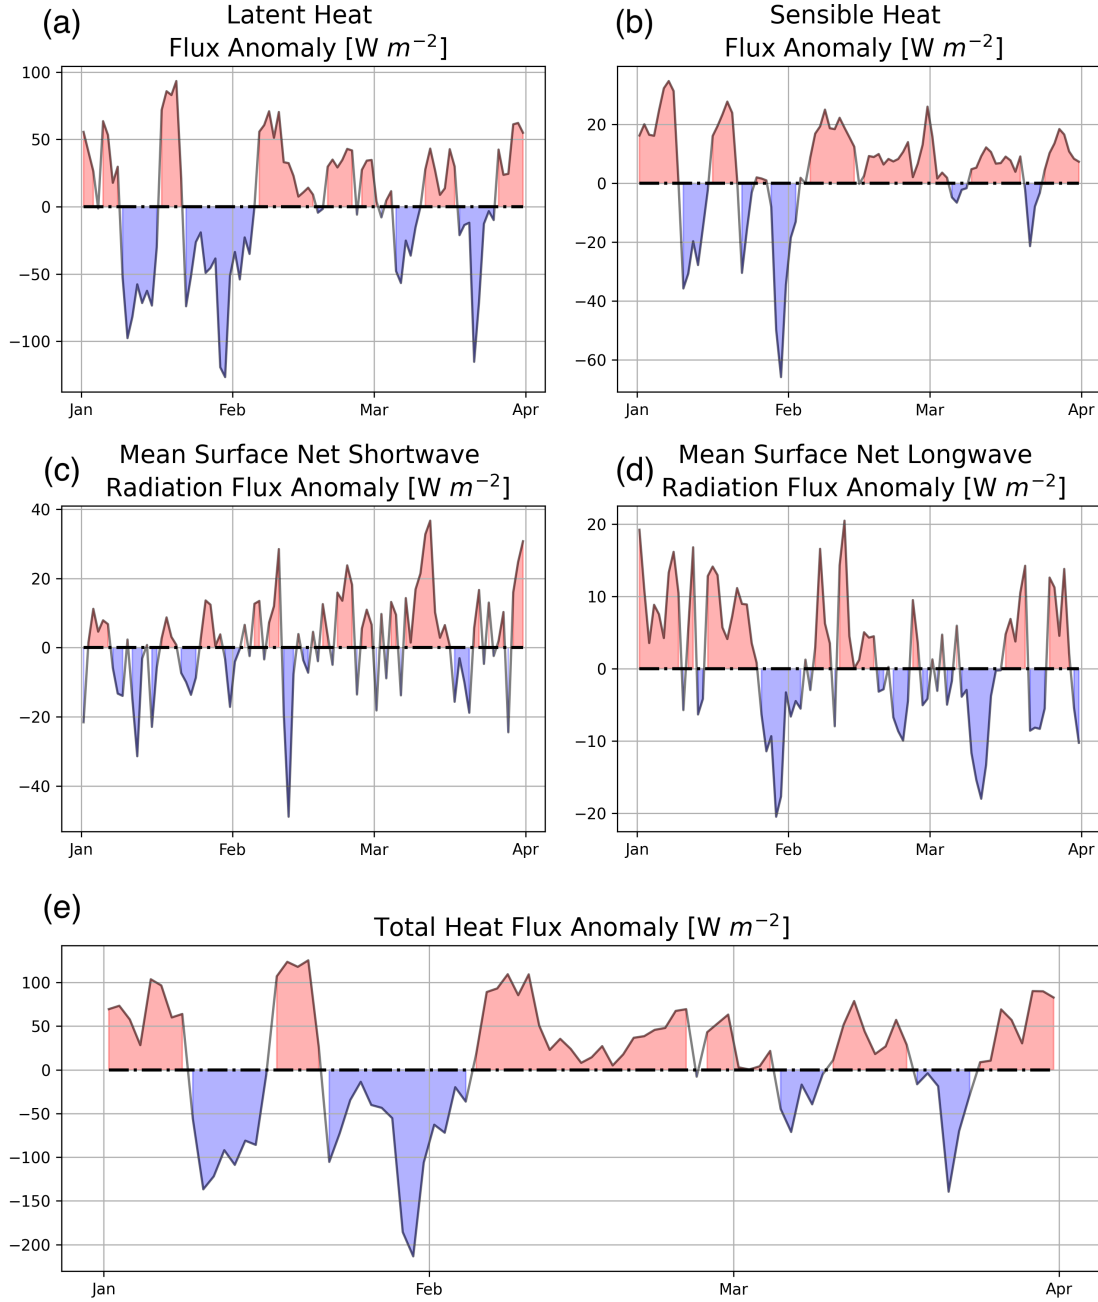 (a)
Latent Heat
Flux Anomaly [W m−2]
100
50
0
−50
−100
Jan
Feb
Mar
Apr
(b)
Sensible Heat
Flux Anomaly [W m−2]
20
0
−20
−40
−60
Jan
Feb
Mar
Apr
(c)
Mean Surface Net Shortwave
Radiation Flux Anomaly [W m−2]
40
20
0
−20
−40
Jan
Feb
Mar
Apr
(d)
Mean Surface Net Longwave
Radiation Flux Anomaly [W m−2]
20
10
0
−10
−20
Jan
Feb
Mar
Apr
(e)
Total Heat Flux Anomaly [W m−2]
100
50
0
−50
−100
−150
−200
Jan
Feb
Mar
Apr